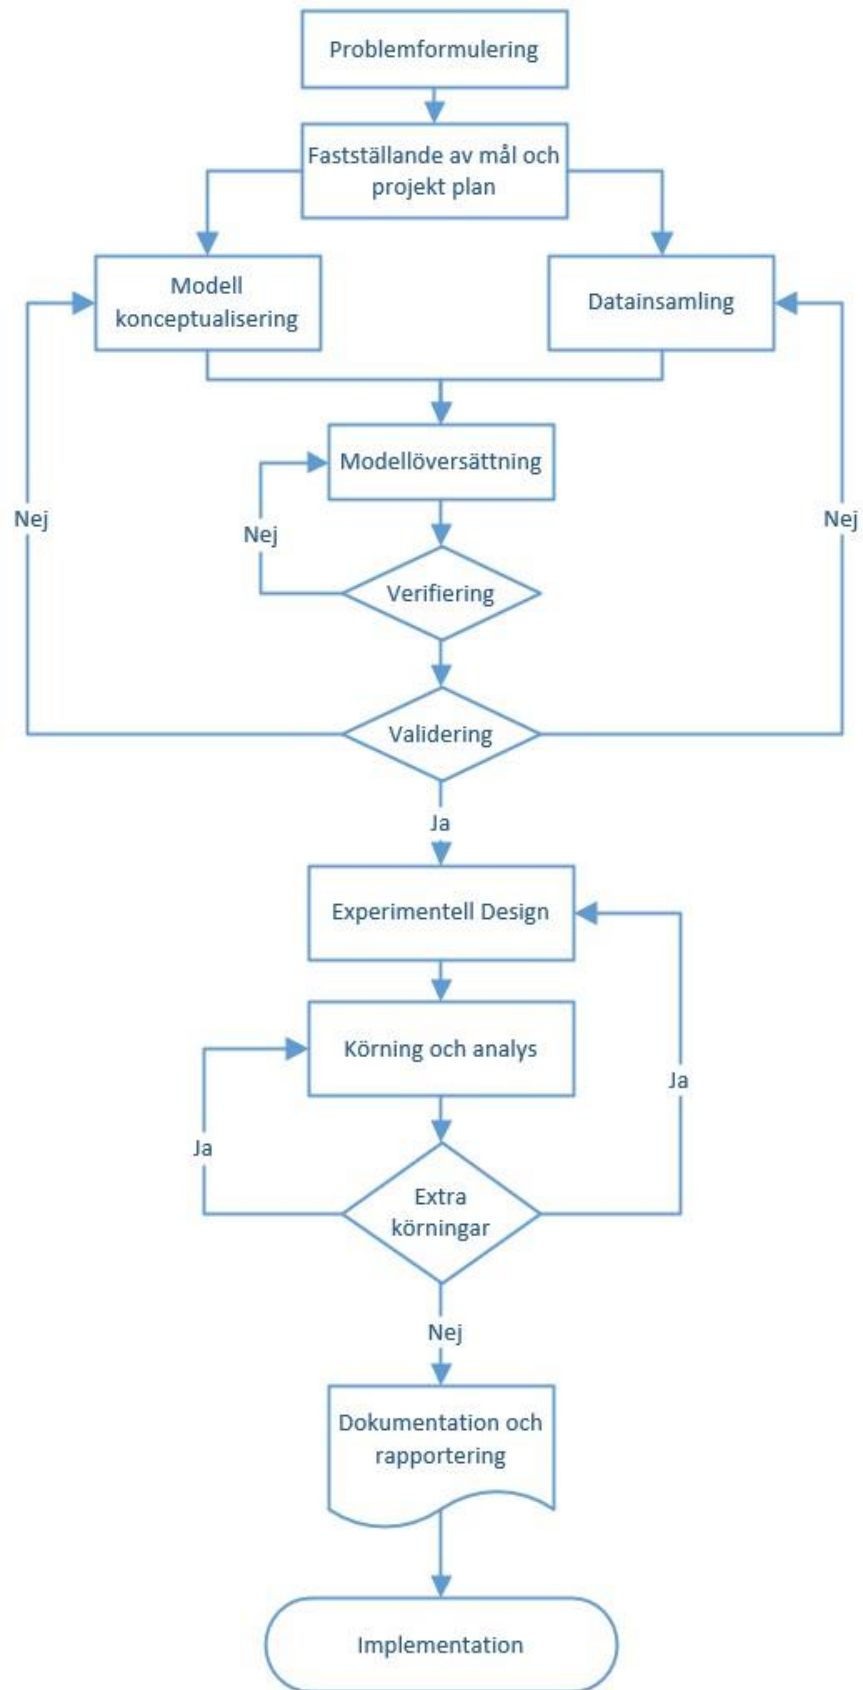 Problemformulering
Fastställande av mål och
projekt plan
Modell
konceptualisering
Datainsamling
Modellöversättning
Nej
Nej
Nej
Verifiering
Validering
Ja
Experimentell Design
Körning och analys
Ja
Ja
Extra
körningar
Nej
Dokumentation och
rapportering
Implementation